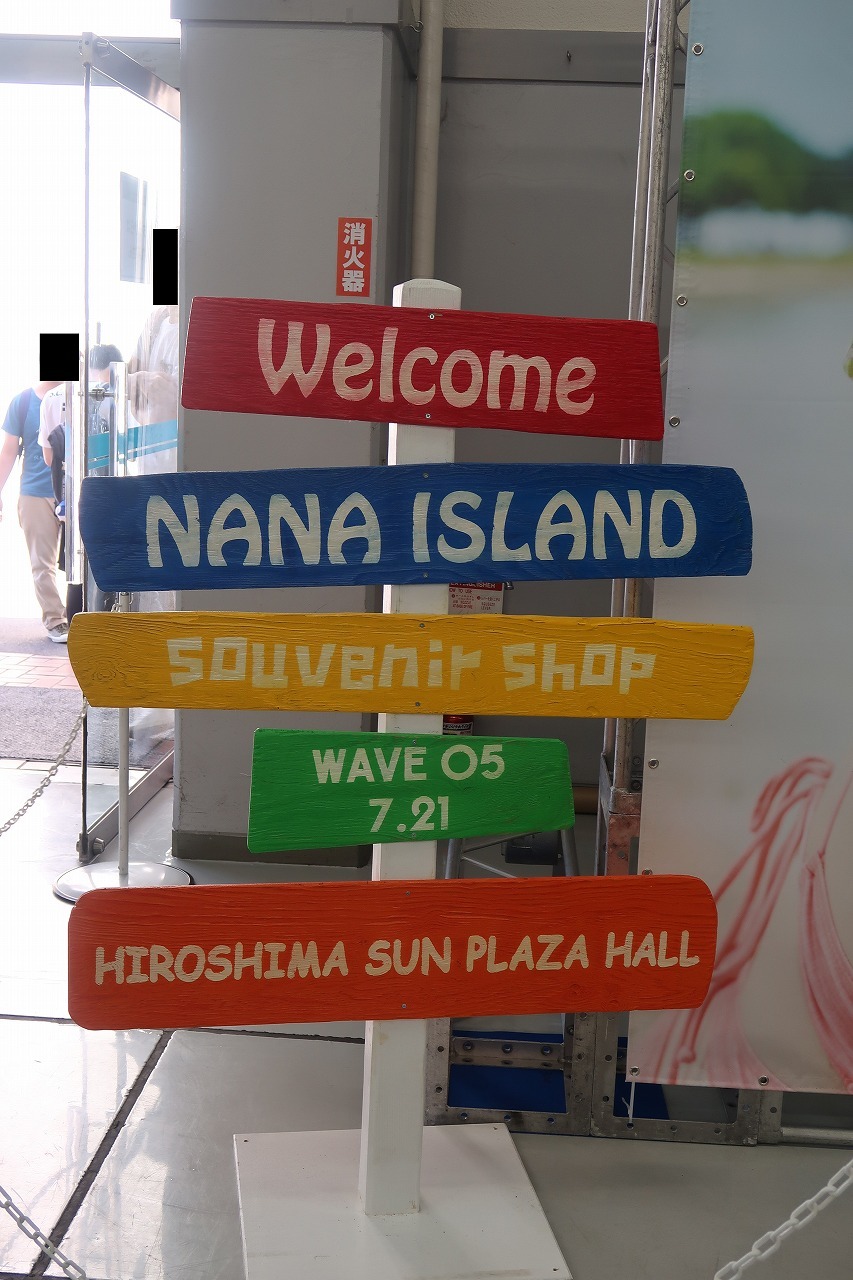 消火器
Welcome
NANA ISLAND
souvenir shop
WAVE 05
7.21
HIROSHIMA SUN PLAZA HALL